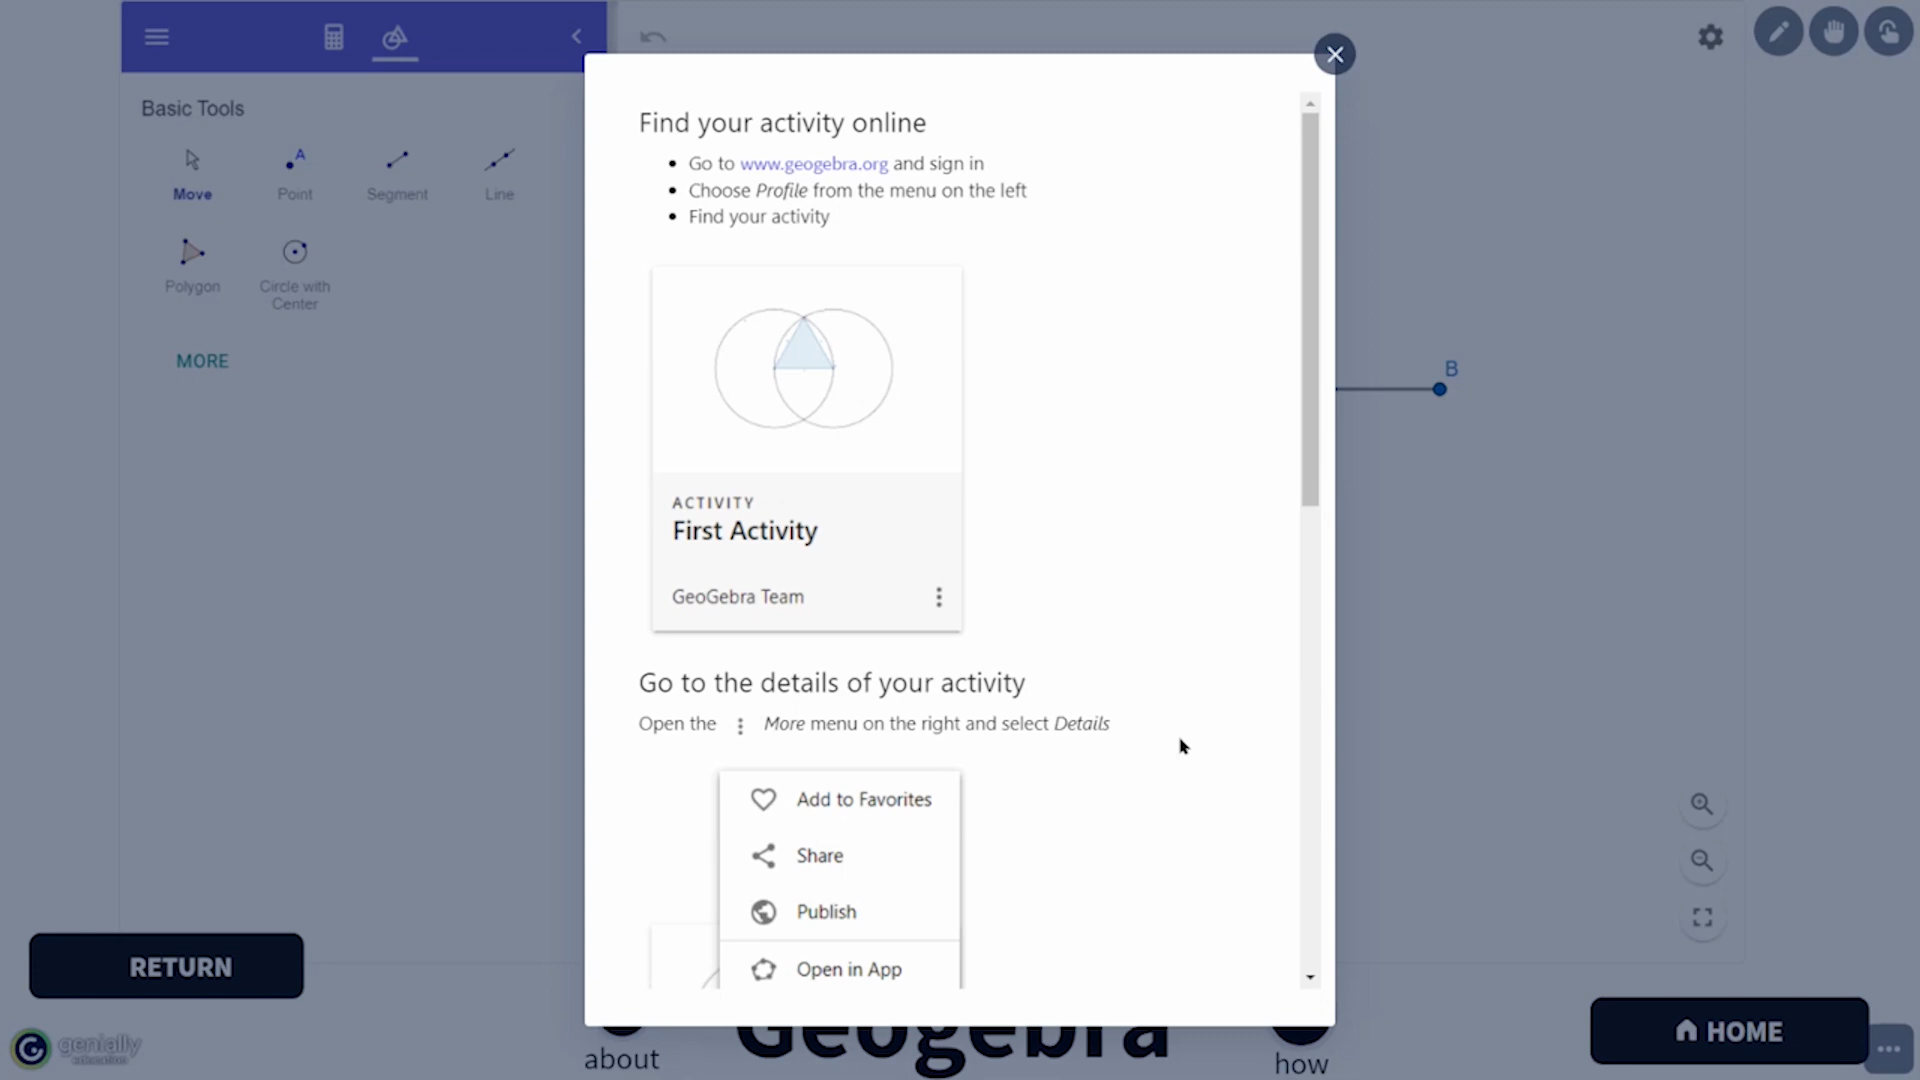 Basic Tools
Move
A
Point
Segment
Line
Polygon
Circle with
Center
MORE
Find your activity online
Go to www.geogebra.org and sign in
Choose Profile from the menu on the left
Find your activity
ACTIVITY
First Activity
GeoGebra Team
Go to the details of your activity
Open the More menu on the right and select Details
Add to Favorites
Share
Publish
Open in App
B
RETURN
HOME
genially
education
about
Geogebra
how